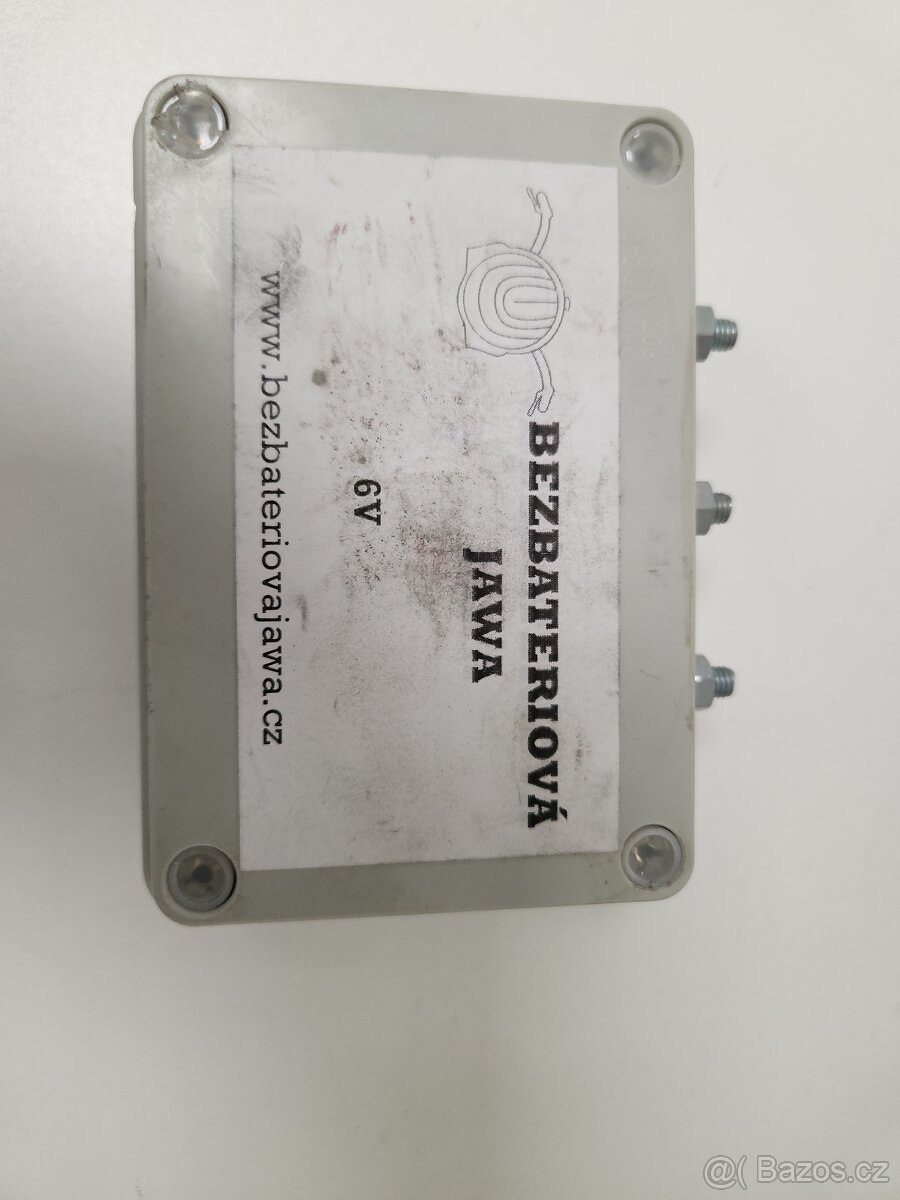 BEZBATERIOVÁ
JAWA
6V
www.bezbateriovajawa.cz
@( Bazos.cz